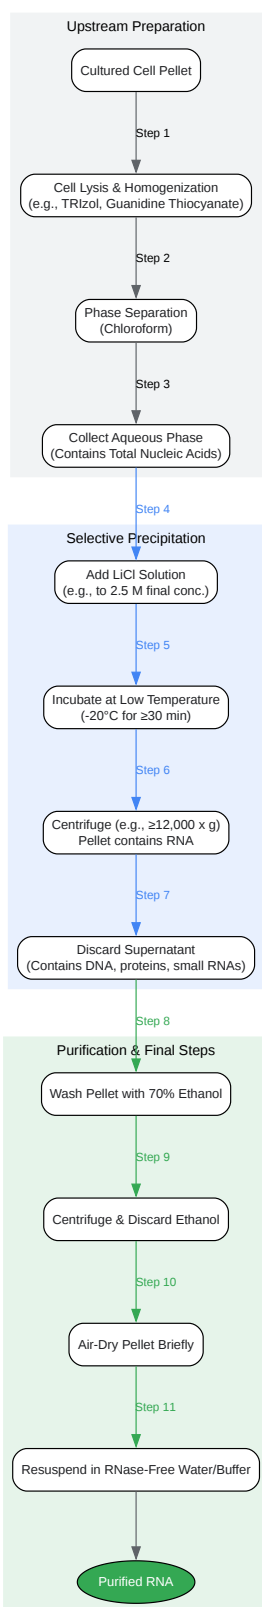 Upstream Preparation
Cultured Cell Pellet
Step 1
Cell Lysis & Homogenization
(e.g., TRIzol, Guanidine Thiocyanate)
Step 2
Phase Separation
(Chloroform)
Step 3
Collect Aqueous Phase
(Contains Total Nucleic Acids)
Step 4
Selective Precipitation
Add LiCl Solution
(e.g., to 2.5 M final conc.)
Step 5
Incubate at Low Temperature
(-20°C for ≥30 min)
Step 6
Centrifuge (e.g., ≥12,000 x g)
Pellet contains RNA
Step 7
Discard Supernatant
(Contains DNA, proteins, small RNAs)
Step 8
Purification & Final Steps
Wash Pellet with 70% Ethanol
Step 9
Centrifuge & Discard Ethanol
Step 10
Air-Dry Pellet Briefly
Step 11
Resuspend in RNase-Free Water/Buffer
Purified RNA